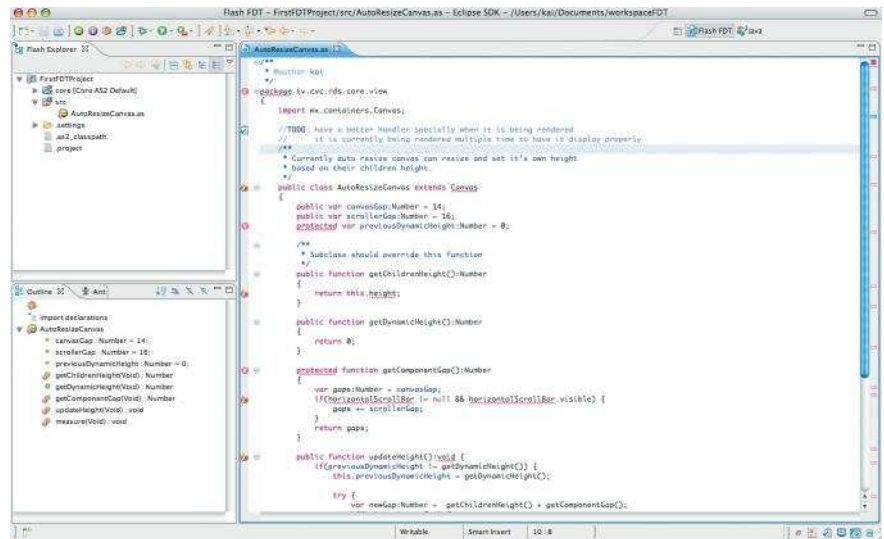 Flash FDT - FirstFDTProject/src/AutoResizeCanvas.as - Eclipse SDK - /Users/kai/Documents/workspaceFDT
Flash FDT
Java
Flash Explorer
FirstFDTProject
core [Core AS2 Default]
src
AutoResizeCanvas.as
.settings
as2_classpath
.project
Outline
Ant
import declarations
AutoResizeCanvas
canvasGap : Number = 14;
scrollerGap : Number = 16;
previousDynamicHeight : Number = 0;
getChildrenHeight(Void) : Number
getDynamicHeight(Void) : Number
getComponentGap(Void) : Number
updateHeight(Void) : void
measure(Void) : void
AutoResizeCanvas.as
/**
* @author kai
*/
package tv.cvc.rds.core.view
{
import mx.containers.Canvas;
//TODO: have a better handler specially when it is being rendered
// it is currently being rendered multiple time to have it display properly
/**
* Currently auto resize canvas can resize and set it's own height
* based on their children height.
*/
public class AutoResizeCanvas extends Canvas
{
public var canvasGap:Number = 14;
public var scrollerGap:Number = 16;
protected var previousDynamicHeight:Number = 0;
/**
* Subclass should override this function
*/
public function getChildrenHeight():Number
{
return this.height;
}
public function getDynamicHeight():Number
{
return 0;
}
protected function getComponentGap():Number
{
var gaps:Number = canvasGap;
if(horizontalScrollBar != null && horizontalScrollBar.visible) {
gaps += scrollerGap;
}
return gaps;
}
public function updateHeight():void {
if(previousDynamicHeight != getDynamicHeight()) {
this.previousDynamicHeight = getDynamicHeight();
try {
var newGap:Number = getChildrenHeight() + getComponentGap();
Writable
Smart Insert
10 : 8